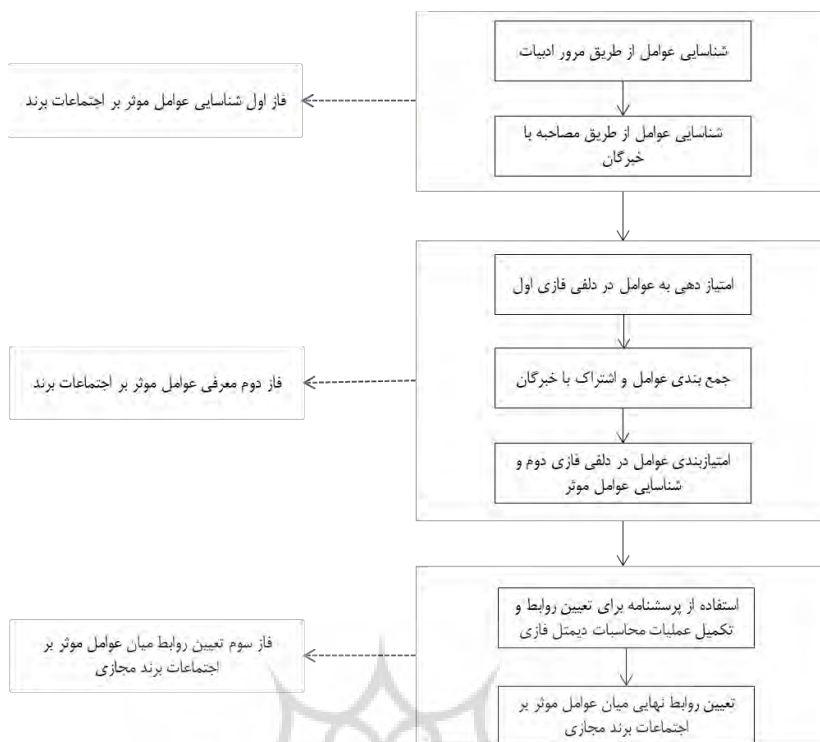 شناسایی عوامل از طریق مرور ادبیات
شناسایی عوامل از طریق مصاحبه با
خبرگان
فاز اول شناسایی عوامل موثر بر اجتماعات برند
امتیاز دهی به عوامل در دلفی فازی اول
جمع بندی عوامل و اشتراک با خبرگان
امتیازبندی عوامل در دلفی فازی دوم و
شناسایی عوامل موثر
فاز دوم معرفی عوامل موثر بر اجتماعات برند
استفاده از پرسشنامه برای تعیین روابط و
تکمیل عملیات محاسبات دیمتل فازی
تعیین روابط نهایی میان عوامل موثر بر
اجتماعات برند مجازی
فاز سوم تعیین روابط میان عوامل موثر بر
اجتماعات برند مجازی